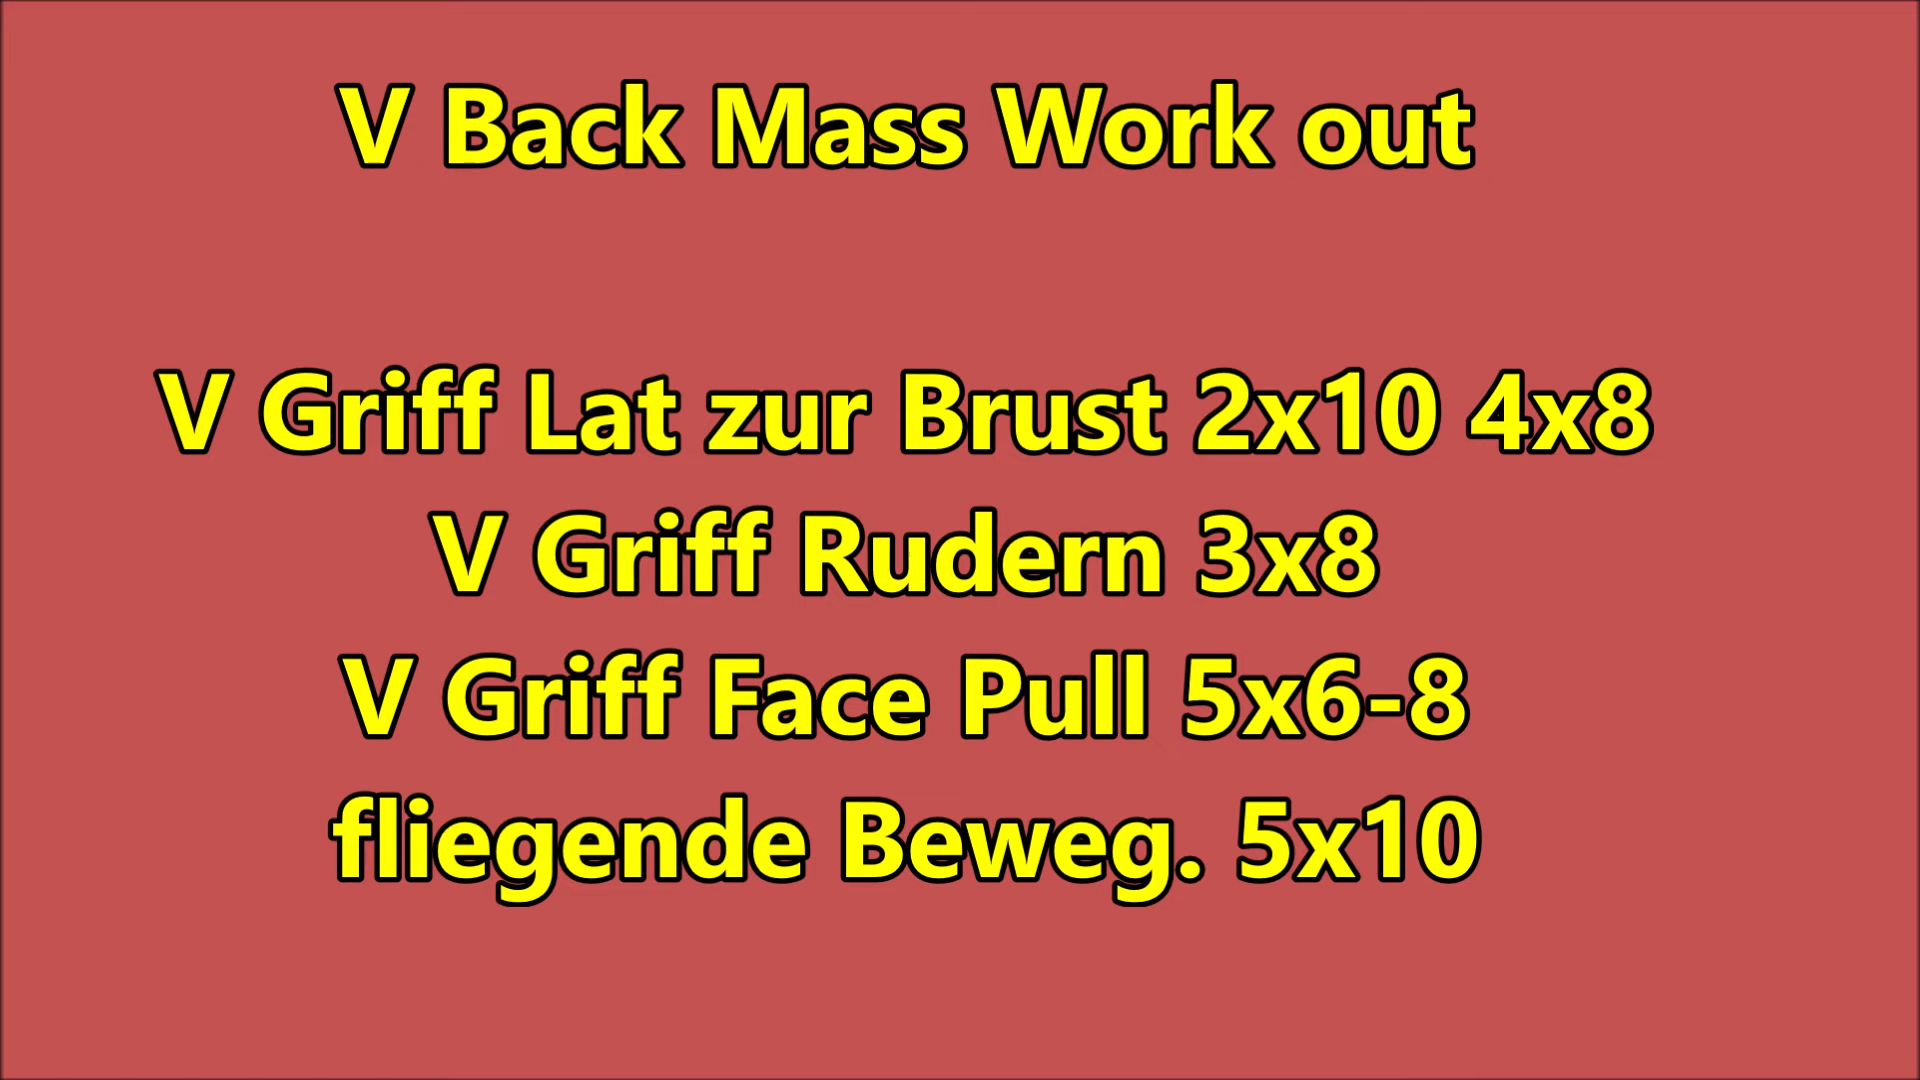 V Back Mass Work out
V Griff Lat zur Brust 2x10 4x8
V Griff Rudern 3x8
V Griff Face Pull 5x6-8
fliegende Beweg. 5x10